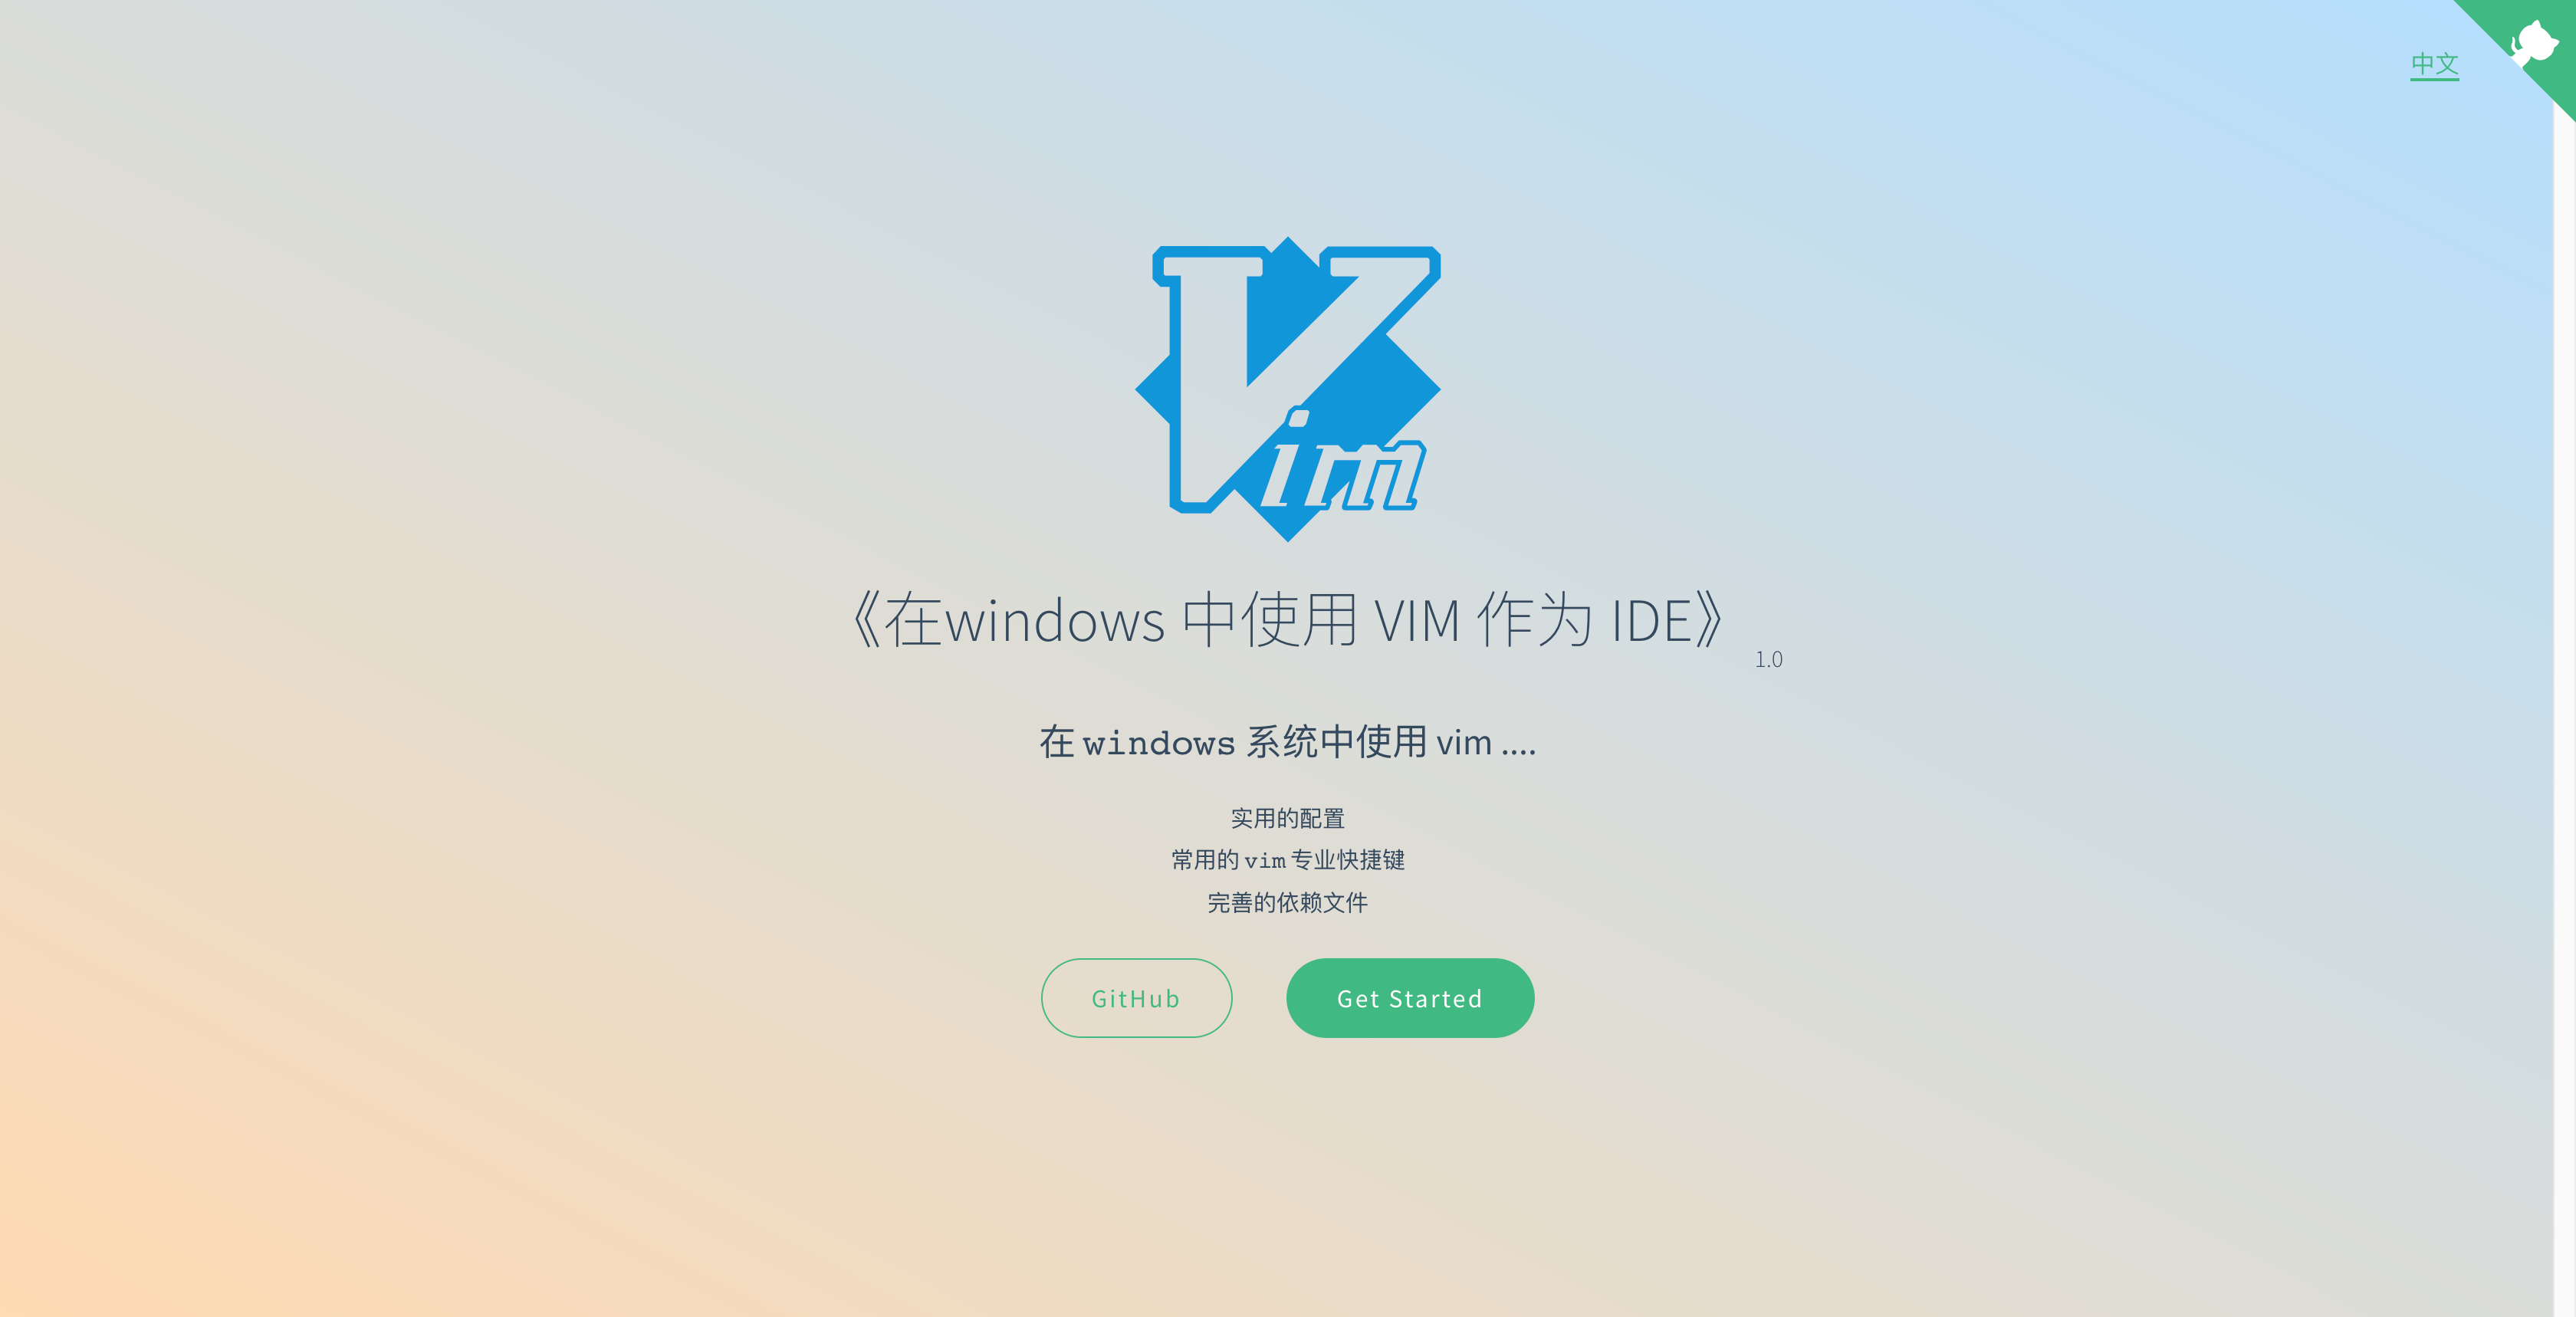 中文
Vim
《在windows 中使用 VIM 作为 IDE》 1.0
在 windows 系统中使用 vim ....
实用的配置
常用的 vim 专业快捷键
完善的依赖文件
GitHub
Get Started